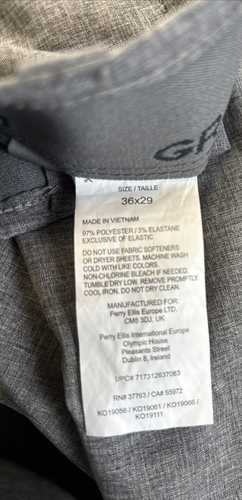 GR
SIZE / TAILLE
36x29
MADE IN VIETNAM
97% POLYESTER / 3% ELASTANE
EXCLUSIVE OF ELASTIC
DO NOT USE FABRIC SOFTENERS
OR DRYER SHEETS. MACHINE WASH
COLD WITH LIKE COLORS.
NON-CHLORINE BLEACH IF NEEDED.
TUMBLE DRY LOW. REMOVE PROMPTLY.
COOL IRON. DO NOT DRY CLEAN.
MANUFACTURED FOR:
Perry Ellis Europe LTD.
CM8 3DJ, UK
Perry Ellis International Europe
Olympic House
Pleasants Street
Dublin 8, Ireland
UPC# 717312637083
RN# 37763 / CA# 55972
KO19056 / KO19061 / KO19066 /
KO19111